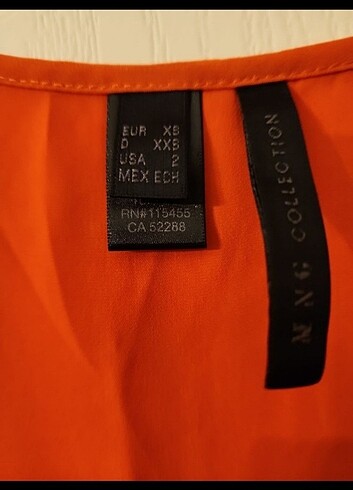 EUR XS
D XXS
USA 2
MEX ECH
RN#115455
CA 52288
MNG COLLECTION